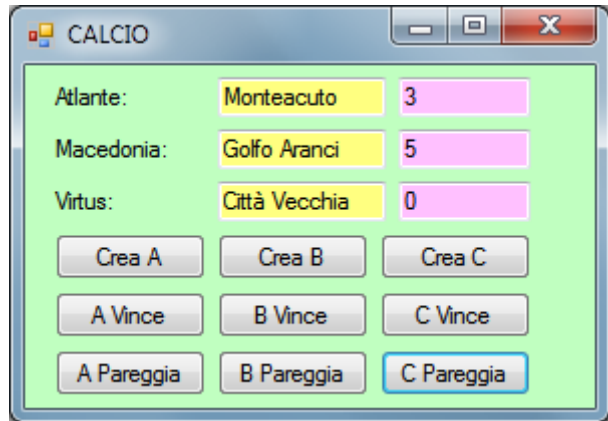 CALCIO
Atlante: Monteacuto 3
Macedonia: Golfo Aranci 5
Virtus: Città Vecchia 0
Crea A Crea B Crea C
A Vince B Vince C Vince
A Pareggia B Pareggia C Pareggia